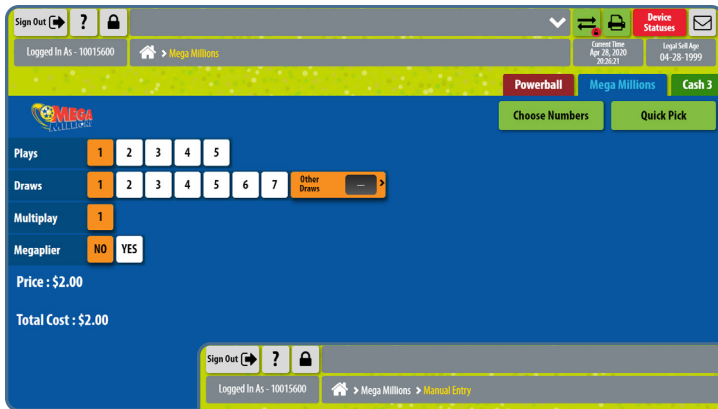 Sign Out ?
Device Statuses
Logged In As - 10015600 > Mega Millions
Current Time
Apr 28, 2020
20:26:21
Legal Sell Age
04-28-1999
Powerball Mega Millions Cash 3
MEGA MILLIONS
Choose Numbers Quick Pick
Plays 1 2 3 4 5
Draws 1 2 3 4 5 6 7 Other Draws -- >
Multiplay 1
Megaplier NO YES
Price : $2.00
Total Cost : $2.00
Sign Out ?
Logged In As - 10015600 > Mega Millions > Manual Entry